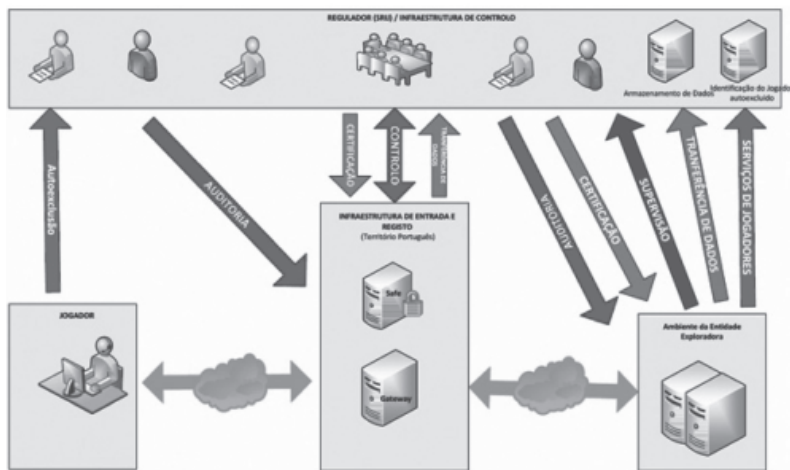 REGULADOR (SRIJ) / INFRAESTRUTURA DE CONTROLO
Armazenamento de Dados
Identificação do Jogado
autoexcluído
Autoexclusão
AUDITORIA
CERTIFICAÇÃO
CONTROLO
TRANFERÊNCIA DE
DADOS
AUDITORIA
CERTIFICAÇÃO
SUPERVISÃO
TRANFERÊNCIA DE DADOS
SERVIÇOS DE JOGADORES
INFRAESTRUTURA DE ENTRADA E
REGISTO
(Território Português)
Safe
Gateway
JOGADOR
Ambiente da Entidade
Exploradora